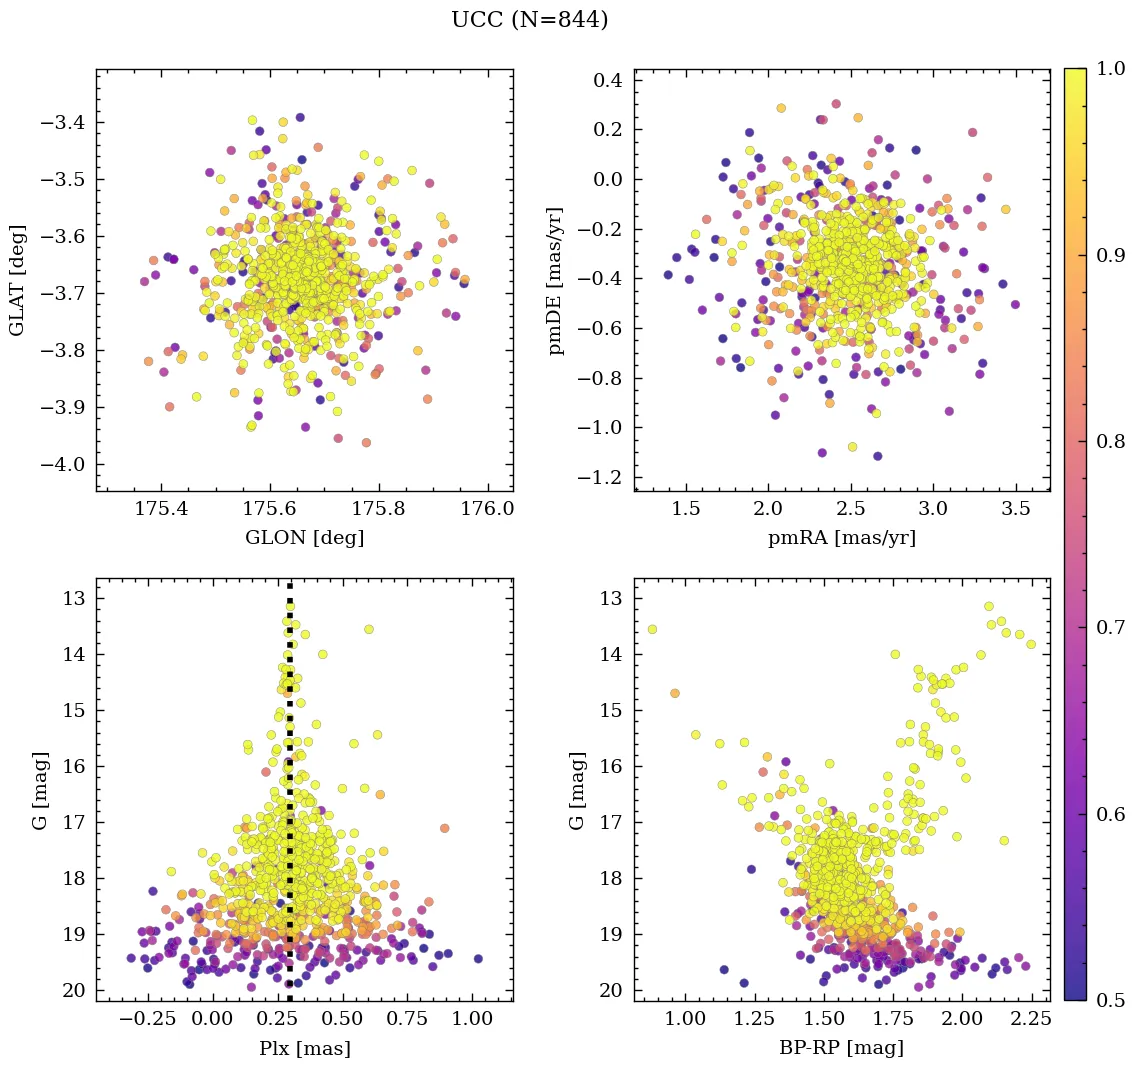 UCC (N=844)
−3.4
−3.5
−3.6
−3.7
−3.8
−3.9
−4.0
GLAT [deg]
175.4 175.6 175.8 176.0
GLON [deg]
0.4
0.2
0.0
−0.2
−0.4
−0.6
−0.8
−1.0
−1.2
pmDE [mas/yr]
1.5 2.0 2.5 3.0 3.5
pmRA [mas/yr]
13
14
15
16
17
18
19
20
G [mag]
−0.25 0.00 0.25 0.50 0.75 1.00
Plx [mas]
13
14
15
16
17
18
19
20
G [mag]
1.00 1.25 1.50 1.75 2.00 2.25
BP-RP [mag]
1.0
0.9
0.8
0.7
0.6
0.5